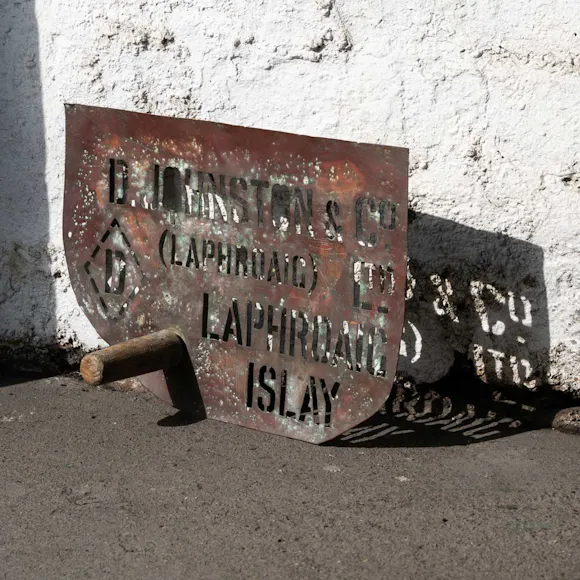 D. JOHNSTON & Co.
(LAPHROAIG) LTD
D
LAPHROAIG
ISLAY